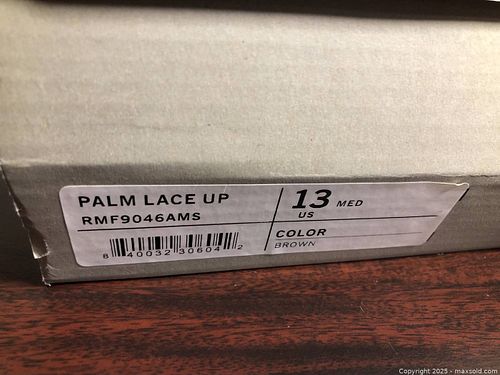 PALM LACE UP
RMF9046AMS
8 40032 30604 2
13 MED
US
COLOR
BROWN
Copyright 2025 - maxsold.com